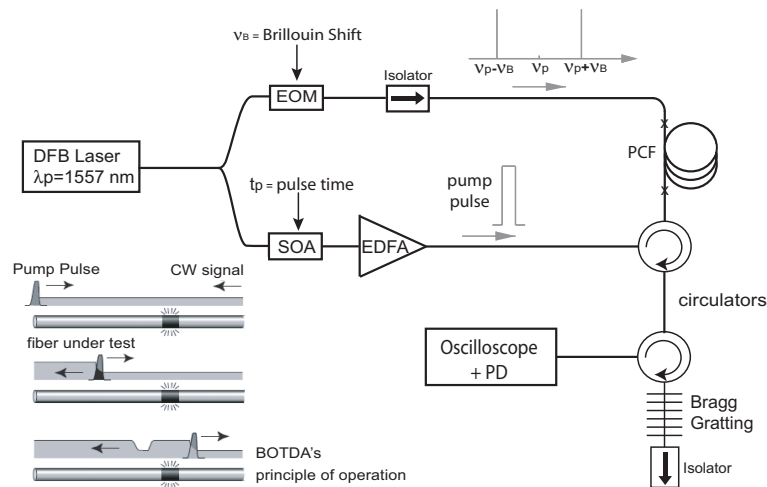 νB = Brillouin Shift
EOM
Isolator
νp-νB
νp
νp+νB
DFB Laser
λp=1557 nm
PCF
tp = pulse time
pump
pulse
SOA
EDFA
Pump Pulse
CW signal
circulators
fiber under test
Oscilloscope
+ PD
Bragg
Gratting
BOTDA's
principle of operation
Isolator